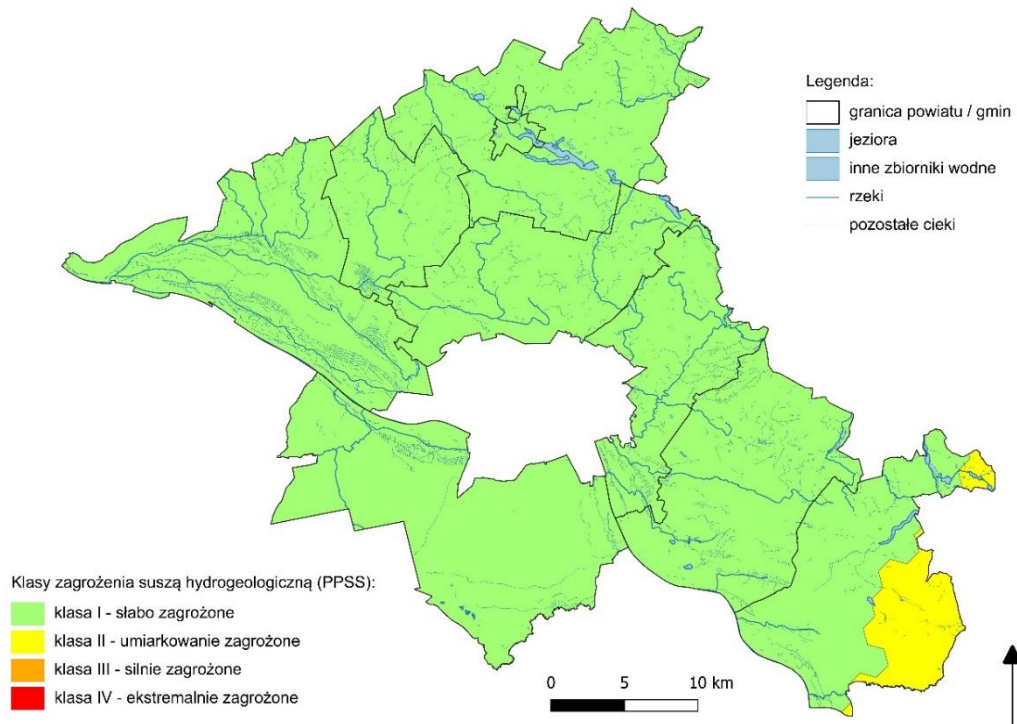 Legenda:
granica powiatu / gmin
jeziora
inne zbiorniki wodne
rzeki
pozostałe cieki
Klasy zagrożenia suszą hydrogeologiczną (PPSS):
klasa I - słabo zagrożone
klasa II - umiarkowanie zagrożone
klasa III - silnie zagrożone
klasa IV - ekstremalnie zagrożone
0 5 10 km